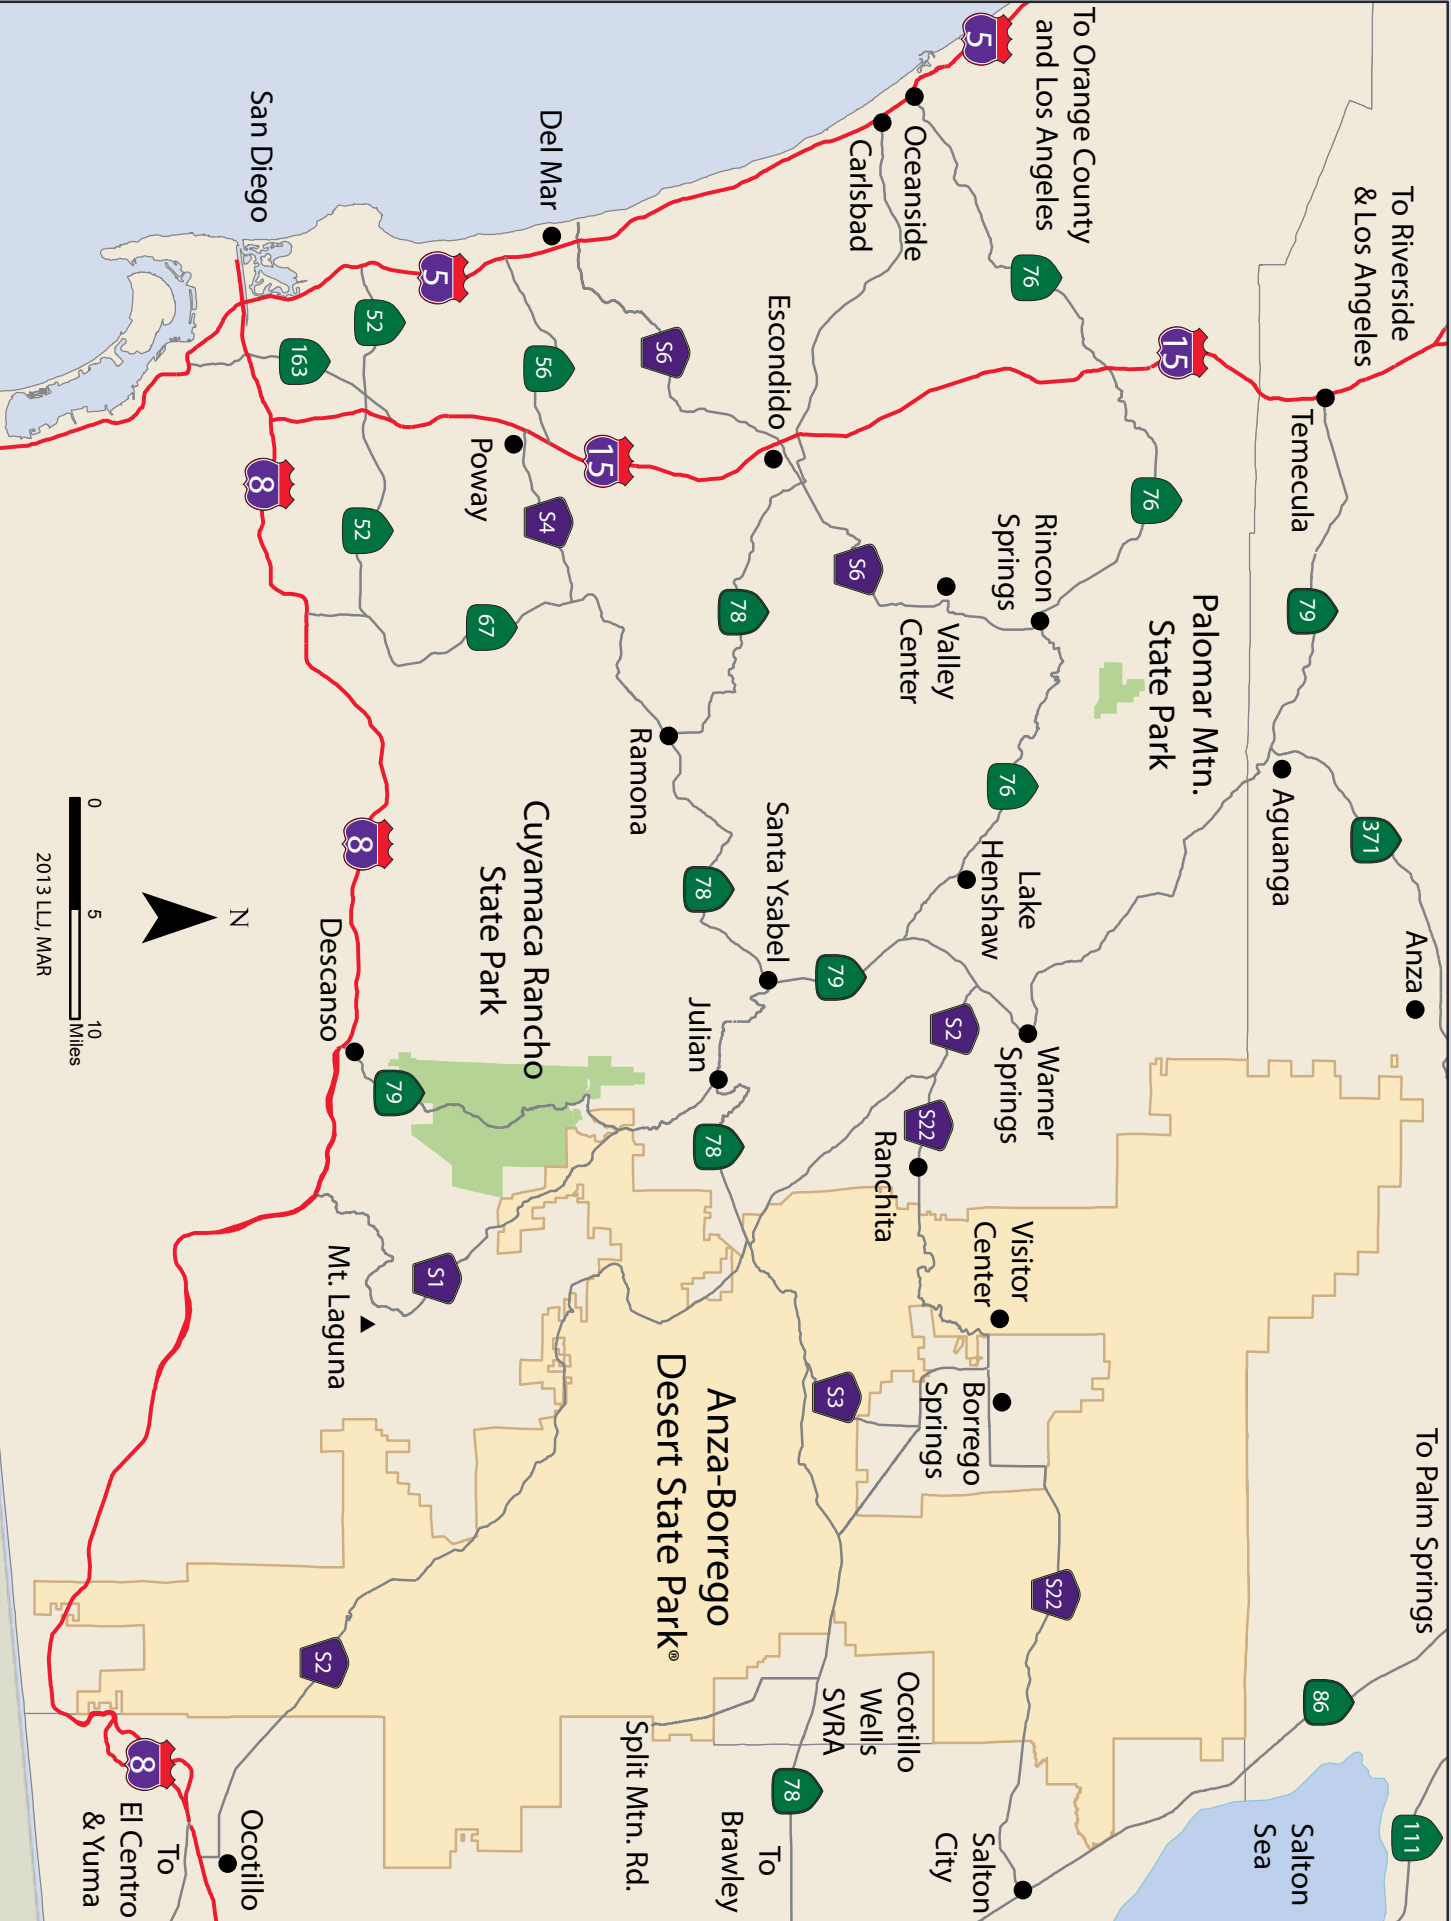 To Orange County
and Los Angeles
To Riverside
& Los Angeles
To Palm Springs
5
Oceanside
Carlsbad
76
15
Temecula
79
Aguanga
371
Anza
86
111
Salton
Sea
Palomar Mtn.
State Park
76
Rincon
Springs
76
Lake
Henshaw
Warner
Springs
Valley
Center
S6
Escondido
S6
Del Mar
5
56
15
Poway
S4
78
Ramona
67
78
Santa Ysabel
79
Julian
78
S2
S22
Ranchita
Visitor
Center
Borrego
Springs
S3
S22
Anza-Borrego
Desert State Park®
Ocotillo
Wells
SVRA
Salton
City
78
To
Brawley
Split Mtn. Rd.
Cuyamaca Rancho
State Park
79
Descanso
S1
Mt. Laguna
S2
52
163
52
San Diego
8
8
8
Ocotillo
To
El Centro
& Yuma
N
0
5
10
Miles
2013 LLJ, MAR